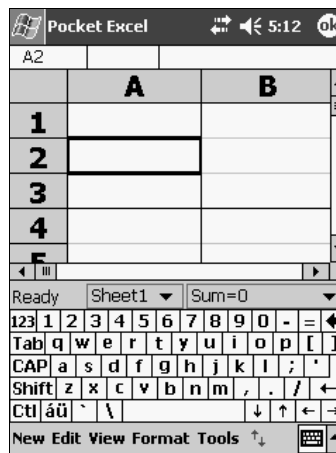 Pocket Excel 5:12 ok
A2
A B
1
2
3
4
5
Ready Sheet1 Sum=0
123 1 2 3 4 5 6 7 8 9 0 - =
Tab q w e r t y u i o p [ ]
CAP a s d f g h j k l ; '
Shift z x c v b n m , . /
Ctl áü ` \
New Edit View Format Tools